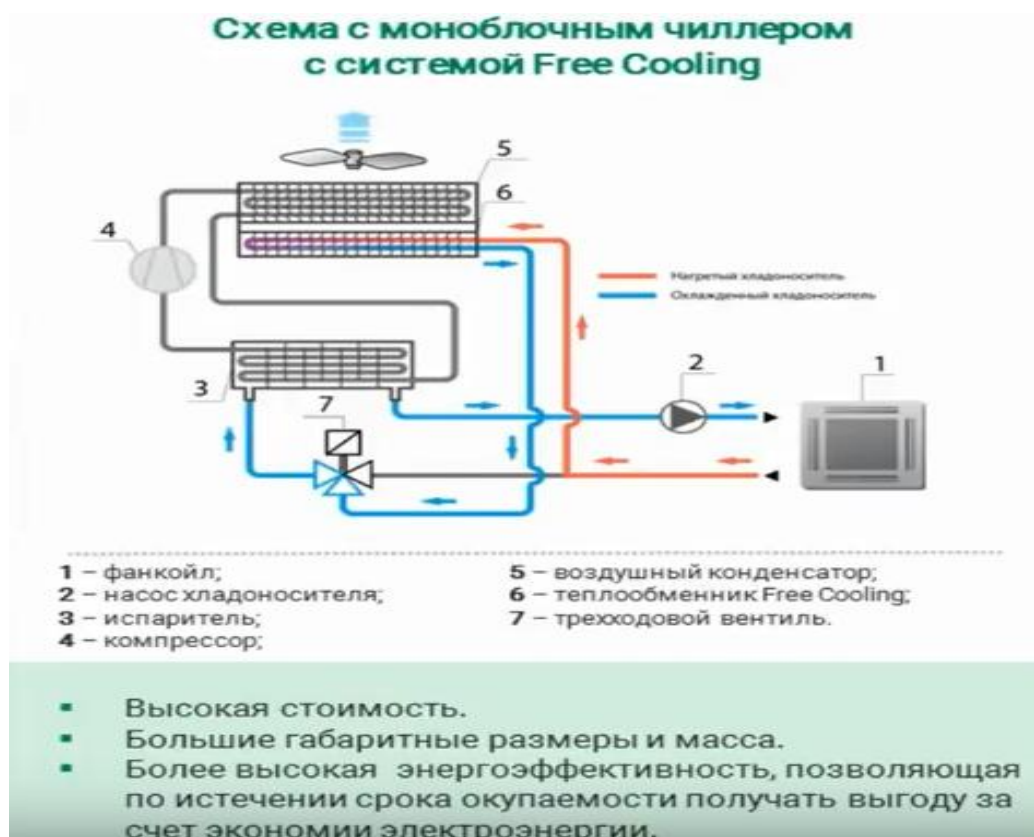 Схема с моноблочным чиллером
с системой Free Cooling
5
6
4
Нагретый хладоноситель
Охлажденный хладоноситель
2
1
3
7
1 – фанкойл;
2 – насос хладоносителя;
3 – испаритель;
4 – компрессор;
5 – воздушный конденсатор;
6 – теплообменник Free Cooling;
7 – трехходовой вентиль.
▪ Высокая стоимость.
▪ Большие габаритные размеры и масса.
▪ Более высокая энергоэффективность, позволяющая
по истечении срока окупаемости получать выгоду за
счет экономии электроэнергии.